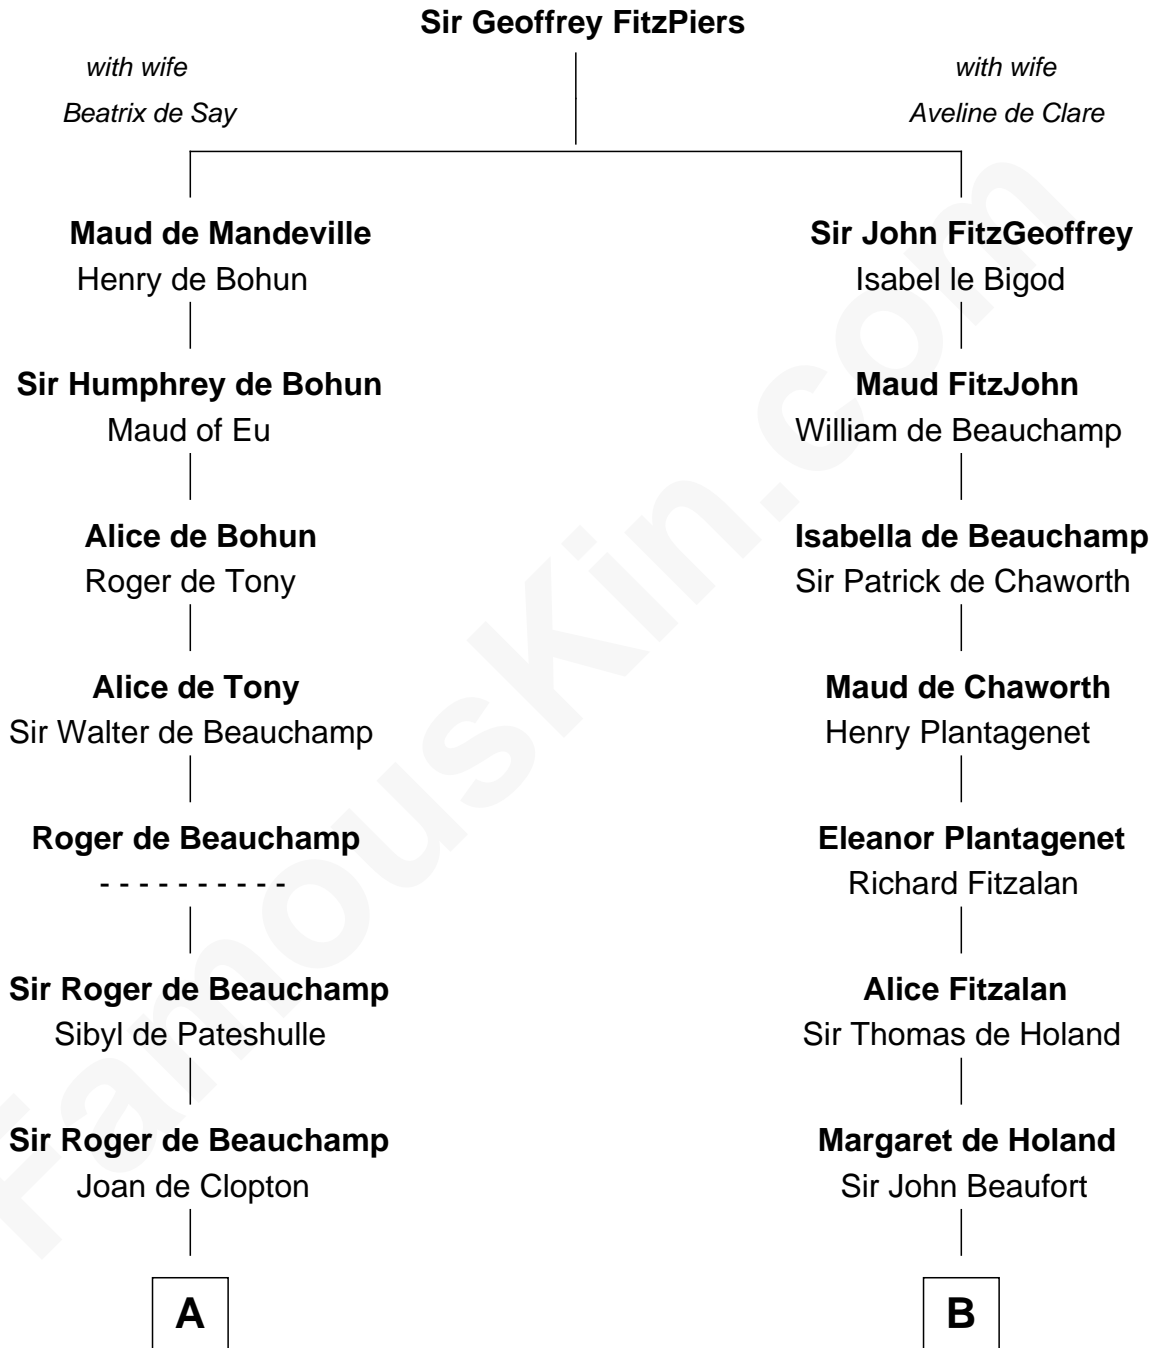 Sir Geoffrey FitzPiers
with wife
Beatrix de Say
with wife
Aveline de Clare
Maud de Mandeville
Henry de Bohun
Sir John FitzGeoffrey
Isabel le Bigod
Sir Humphrey de Bohun
Maud of Eu
Maud FitzJohn
William de Beauchamp
Alice de Bohun
Roger de Tony
Isabella de Beauchamp
Sir Patrick de Chaworth
Alice de Tony
Sir Walter de Beauchamp
Maud de Chaworth
Henry Plantagenet
Roger de Beauchamp
- - - - - - - - - -
Eleanor Plantagenet
Richard Fitzalan
Sir Roger de Beauchamp
Sibyl de Pateshulle
Alice Fitzalan
Sir Thomas de Holand
Sir Roger de Beauchamp
Joan de Clopton
Margaret de Holand
Sir John Beaufort
A
B
FamousKin.com